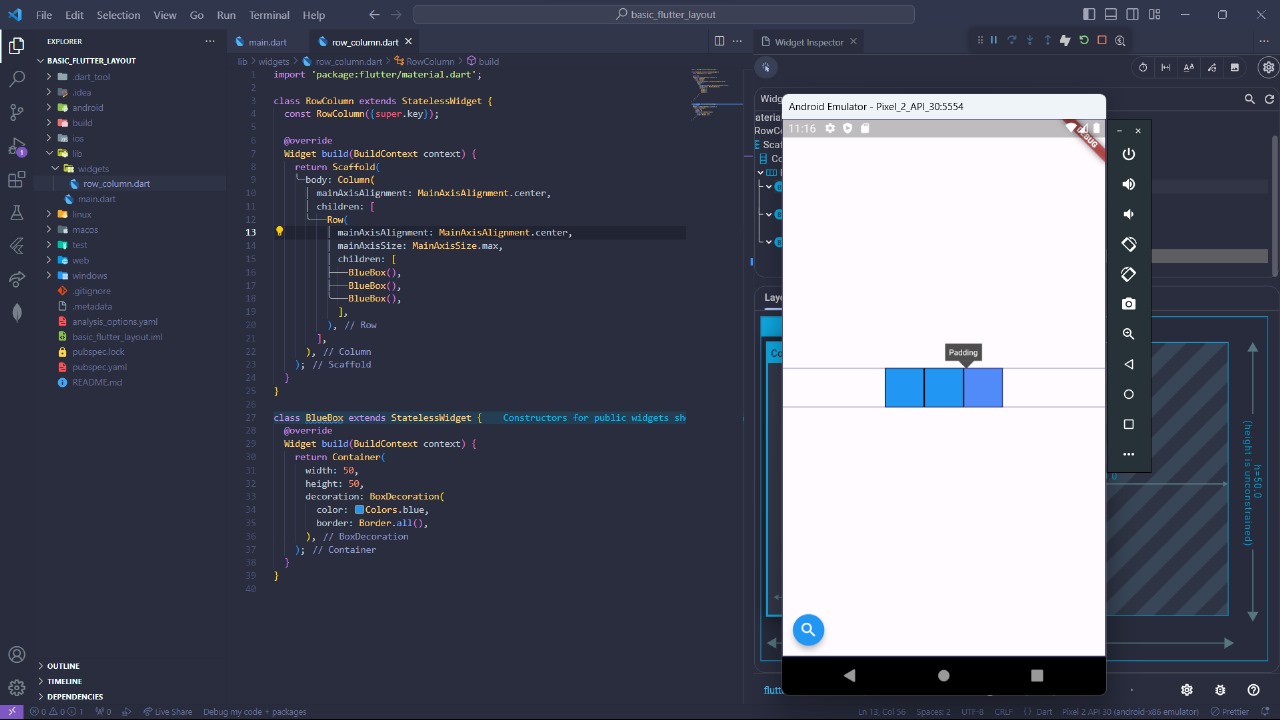 File Edit Selection View Go Run Terminal Help
basic_flutter_layout
EXPLORER
BASIC_FLUTTER_LAYOUT
.dart_tool
.idea
android
build
ios
lib
widgets
row_column.dart
main.dart
linux
macos
test
web
windows
.gitignore
.metadata
analysis_options.yaml
basic_flutter_layout.iml
pubspec.lock
pubspec.yaml
README.md
OUTLINE
TIMELINE
DEPENDENCIES
main.dart
row_column.dart
lib > widgets > row_column.dart > RowColumn > build
1 import 'package:flutter/material.dart';
2
3 class RowColumn extends StatelessWidget {
4 const RowColumn({super.key});
5
6 @override
7 Widget build(BuildContext context) {
8 return Scaffold(
9 body: Column(
10 mainAxisAlignment: MainAxisAlignment.center,
11 children: [
12 Row(
13 mainAxisAlignment: MainAxisAlignment.center,
14 mainAxisSize: MainAxisSize.max,
15 children: [
16 BlueBox(),
17 BlueBox(),
18 BlueBox(),
19 ],
20 ), // Row
21 ],
22 ), // Column
23 ); // Scaffold
24 }
25 }
26
27 class BlueBox extends StatelessWidget { Constructors for public widgets sh
28 @override
29 Widget build(BuildContext context) {
30 return Container(
31 width: 50,
32 height: 50,
33 decoration: BoxDecoration(
34 color: Colors.blue,
35 border: Border.all(),
36 ), // BoxDecoration
37 ); // Container
38 }
39 }
40
Widget Inspector
Widg
ateria
RowCo
Scaf
Co
Layo
Co
flutt
Android Emulator - Pixel_2_API_30:5554
11:16
DEBUG
Padding
h=50.0
(height is unconstrained)
0 0 1
0
Live Share
Debug my code + packages
Ln 13, Col 56
Spaces: 2
UTF-8
CRLF
{ } Dart
Pixel 2 API 30 (android-x86 emulator)
Prettier